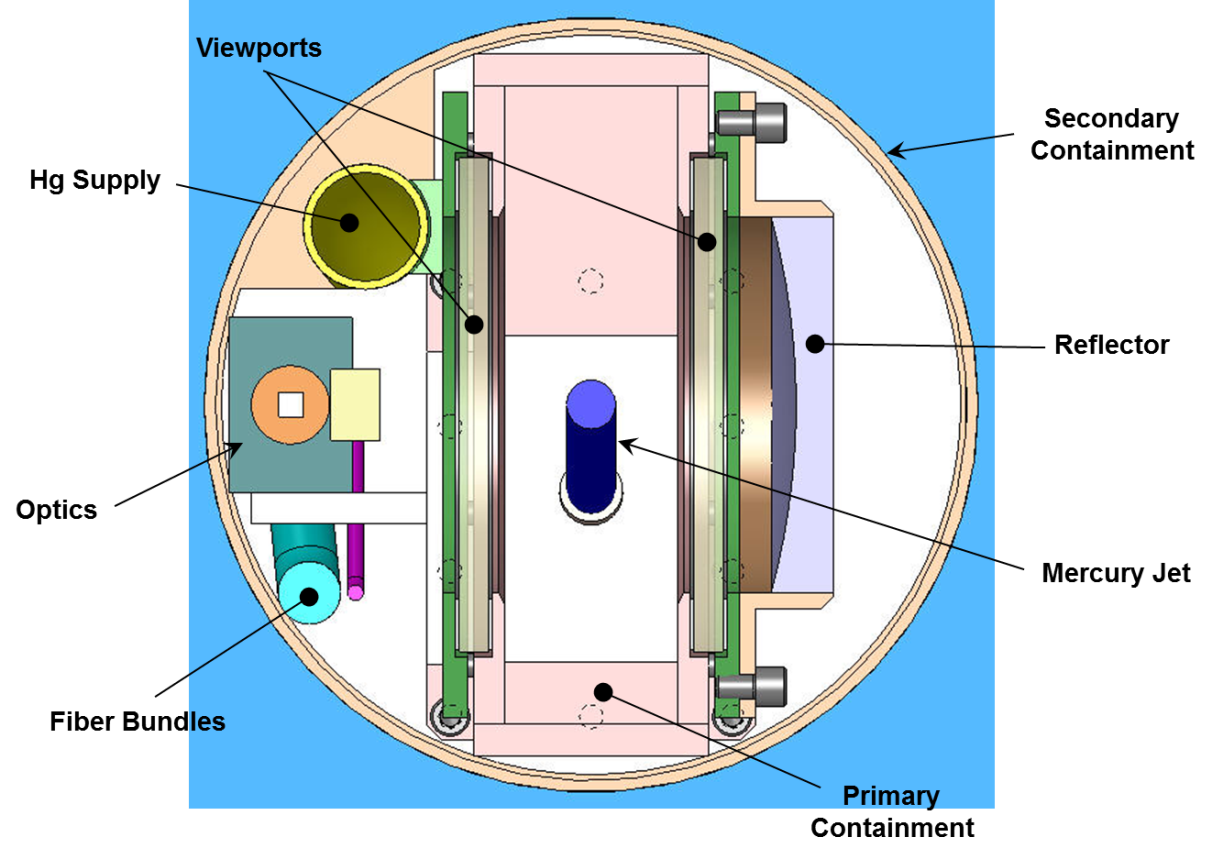 Viewports
Secondary
Containment
Hg Supply
Reflector
Optics
Mercury Jet
Fiber Bundles
Primary
Containment